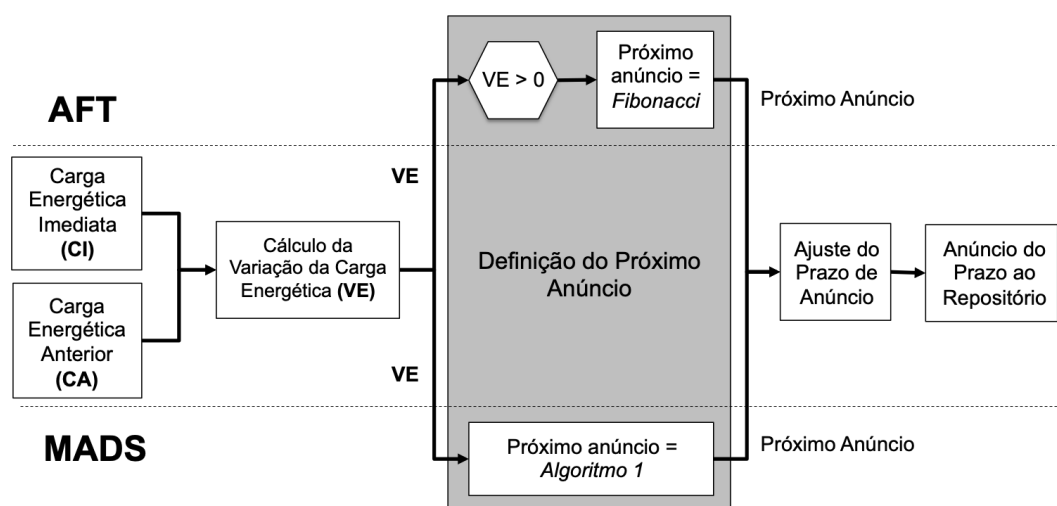 AFT
VE > 0
Próximo
anúncio =
Fibonacci
Próximo Anúncio
Carga
Energética
Imediata
(CI)
VE
Cálculo da
Variação da Carga
Energética (VE)
Definição do Próximo
Anúncio
Ajuste do
Prazo de
Anúncio
Anúncio do
Prazo ao
Repositório
Carga
Energética
Anterior
(CA)
VE
MADS
Próximo anúncio =
Algoritmo 1
Próximo Anúncio